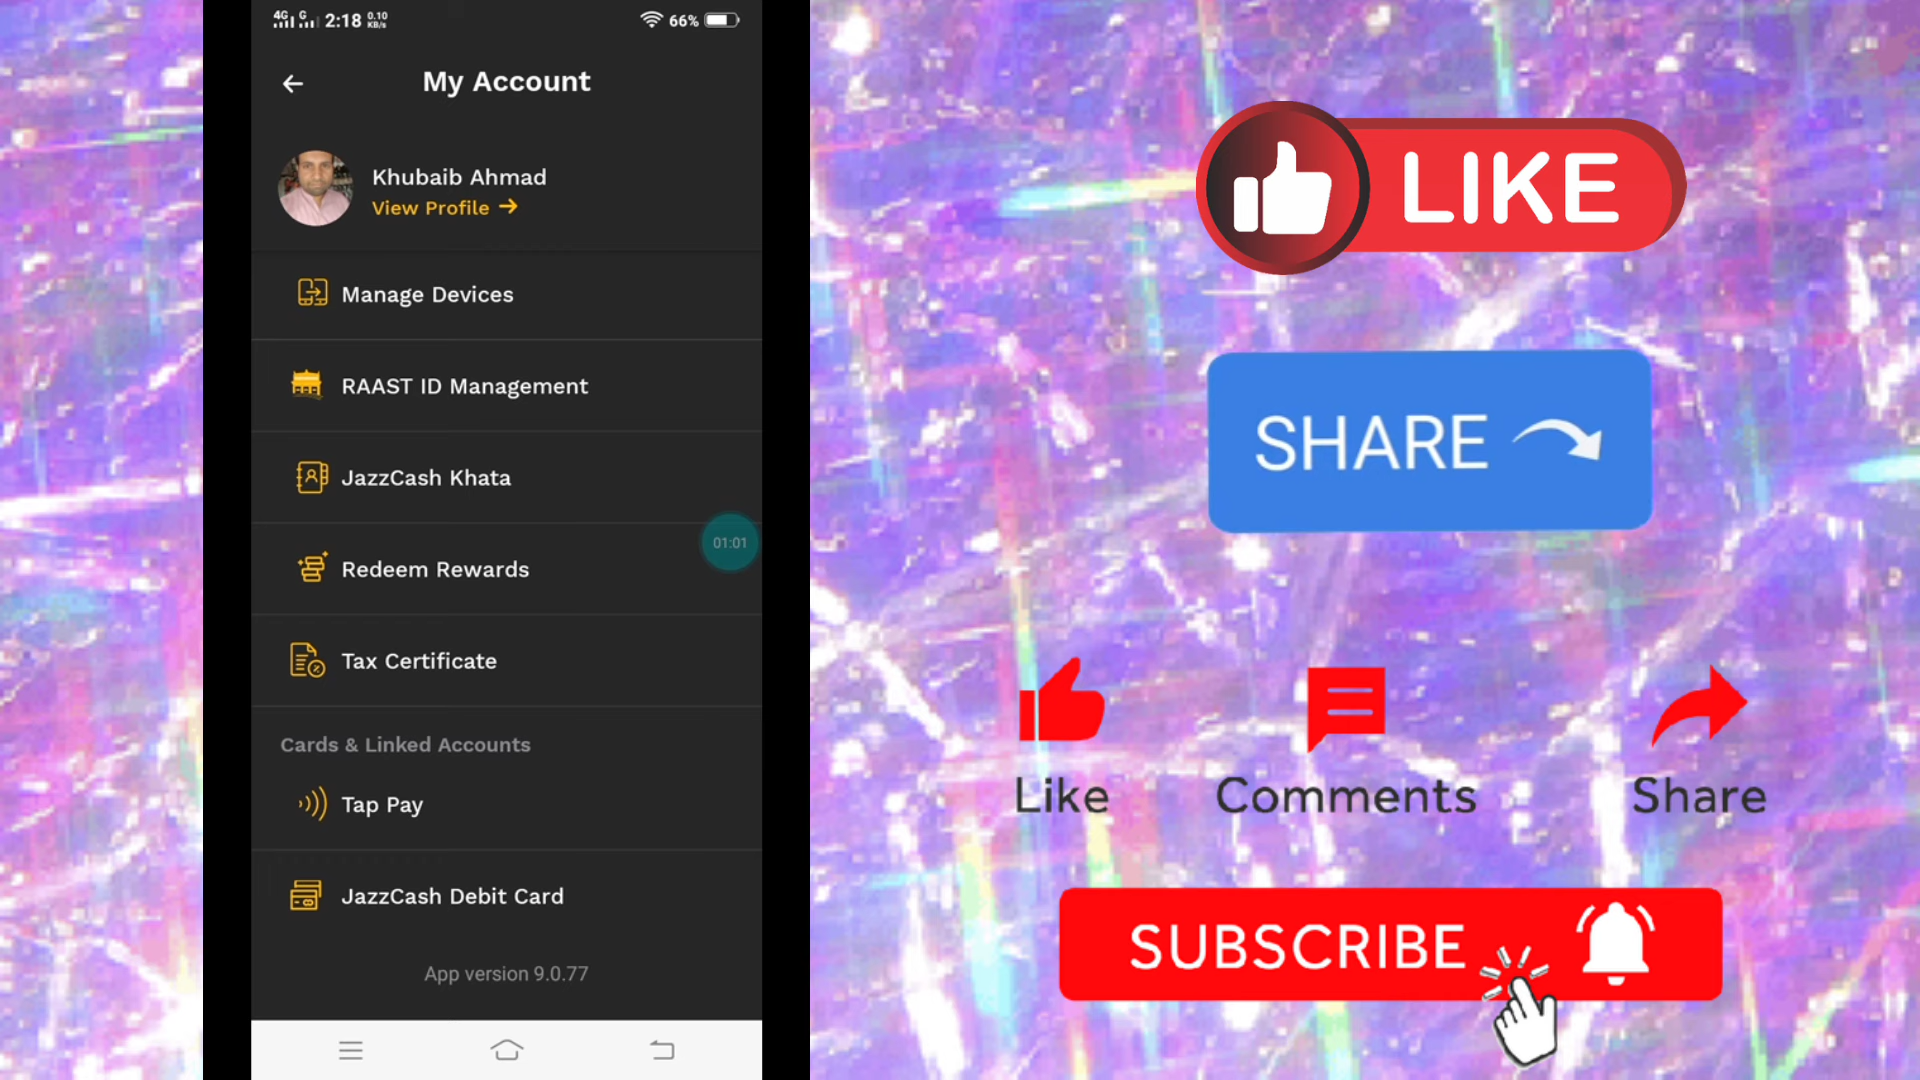 4G G 2:18 0.10 KB/s 66%
My Account
Khubaib Ahmad
View Profile →
Manage Devices
RAAST ID Management
JazzCash Khata
01:01
Redeem Rewards
Tax Certificate
Cards & Linked Accounts
Tap Pay
JazzCash Debit Card
App version 9.0.77
LIKE
SHARE
Like Comments Share
SUBSCRIBE